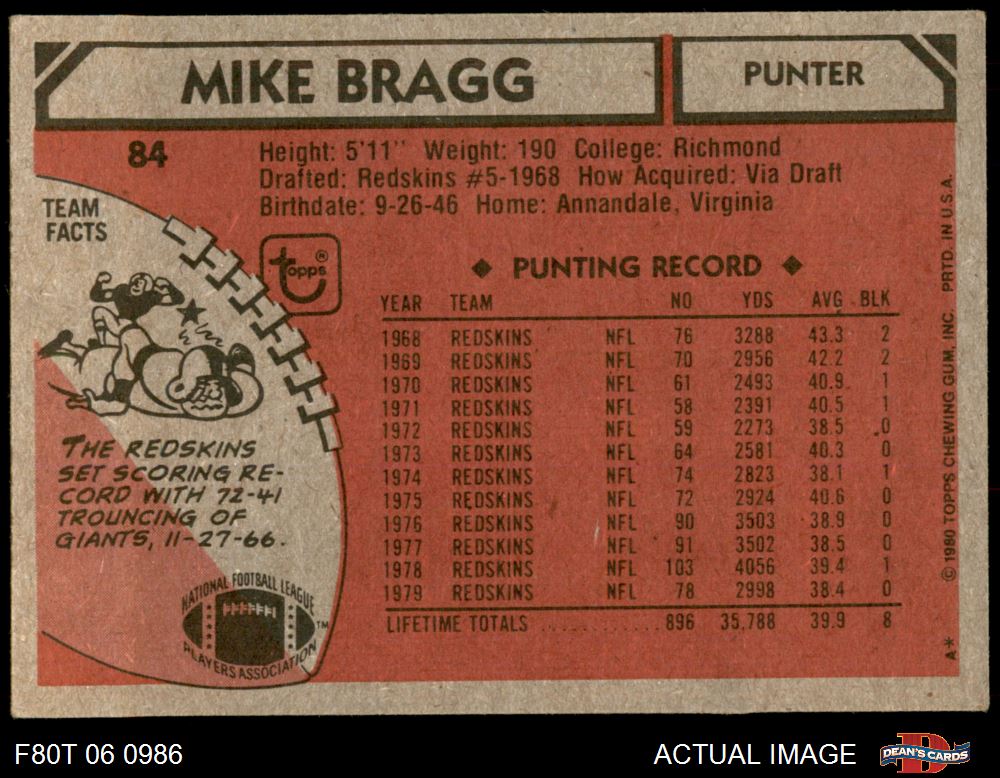 MIKE BRAGG
PUNTER
84
Height: 5'11" Weight: 190 College: Richmond
Drafted: Redskins #5-1968 How Acquired: Via Draft
Birthdate: 9-26-46 Home: Annandale, Virginia
TEAM
FACTS
topps®
◆ PUNTING RECORD ◆
YEAR TEAM NO YDS AVG BLK
1968 REDSKINS NFL 76 3288 43.3 2
1969 REDSKINS NFL 70 2956 42.2 2
1970 REDSKINS NFL 61 2493 40.9 1
1971 REDSKINS NFL 58 2391 40.5 1
1972 REDSKINS NFL 59 2273 38.5 0
1973 REDSKINS NFL 64 2581 40.3 0
1974 REDSKINS NFL 74 2823 38.1 1
1975 REDSKINS NFL 72 2924 40.6 0
1976 REDSKINS NFL 90 3503 38.9 0
1977 REDSKINS NFL 91 3502 38.5 0
1978 REDSKINS NFL 103 4056 39.4 1
1979 REDSKINS NFL 78 2998 38.4 0
LIFETIME TOTALS .......... 896 35,788 39.9 8
THE REDSKINS
SET SCORING RE-
CORD WITH 72-41
TROUNCING OF
GIANTS, 11-27-66.
NATIONAL FOOTBALL LEAGUE
PLAYERS ASSOCIATION
TM
A* © 1980 TOPPS CHEWING GUM, INC. PRTD. IN U.S.A.
F80T 06 0986
ACTUAL IMAGE
D
DEAN'S CARDS